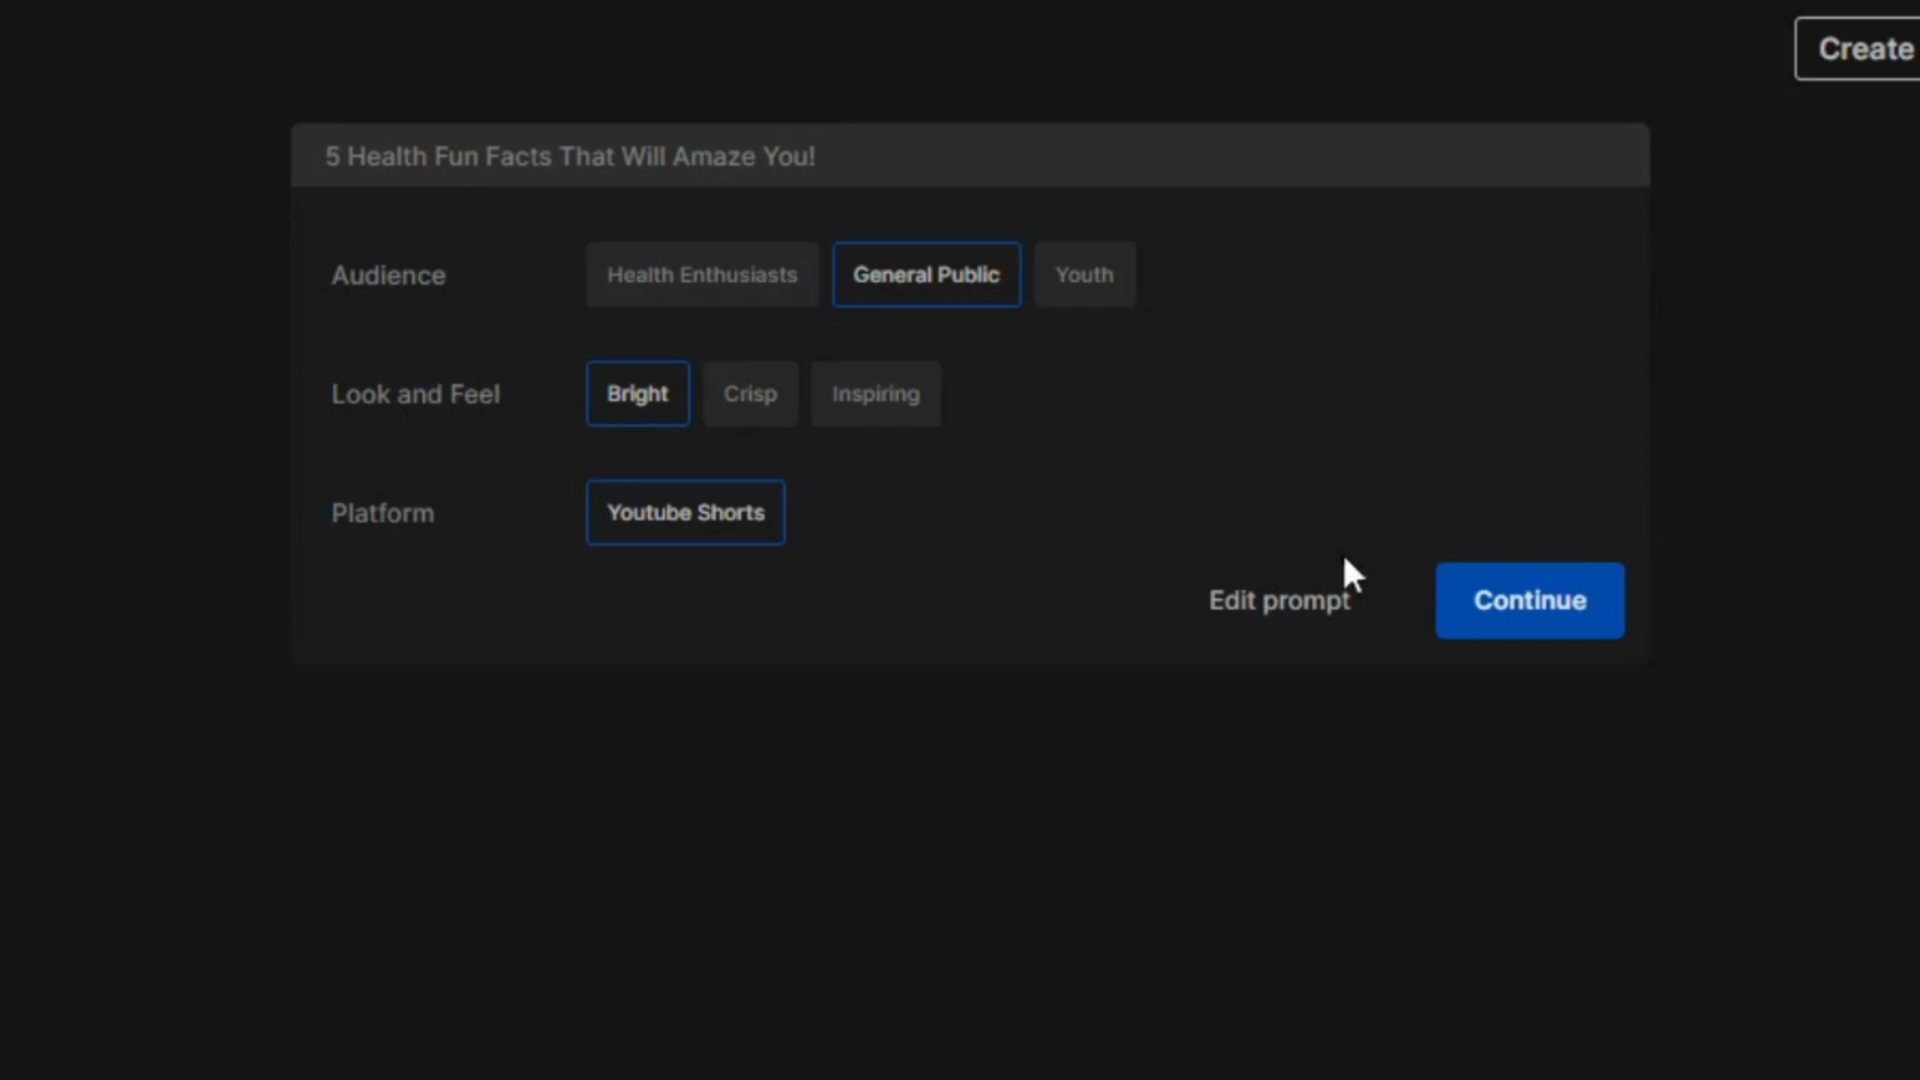 Create
5 Health Fun Facts That Will Amaze You!
Audience Health Enthusiasts General Public Youth
Look and Feel Bright Crisp Inspiring
Platform Youtube Shorts
Edit prompt Continue